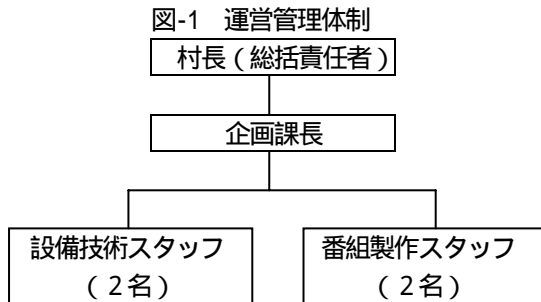 図-1　運営管理体制
村長（総括責任者）
企画課長
設備技術スタッフ
（2名）
番組製作スタッフ
（2名）